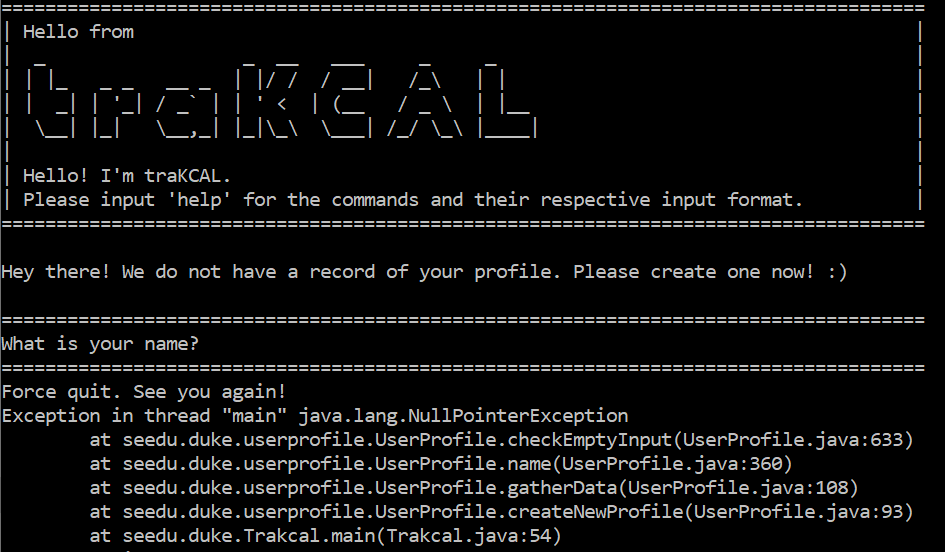 ====================================================================================
| Hello from |
| traKCAL |
| Hello! I'm traKCAL. |
| Please input 'help' for the commands and their respective input format. |
====================================================================================
Hey there! We do not have a record of your profile. Please create one now! :)
====================================================================================
What is your name?
====================================================================================
Force quit. See you again!
Exception in thread "main" java.lang.NullPointerException
at seedu.duke.userprofile.UserProfile.checkEmptyInput(UserProfile.java:633)
at seedu.duke.userprofile.UserProfile.name(UserProfile.java:360)
at seedu.duke.userprofile.UserProfile.gatherData(UserProfile.java:108)
at seedu.duke.userprofile.UserProfile.createNewProfile(UserProfile.java:93)
at seedu.duke.Trakcal.main(Trakcal.java:54)